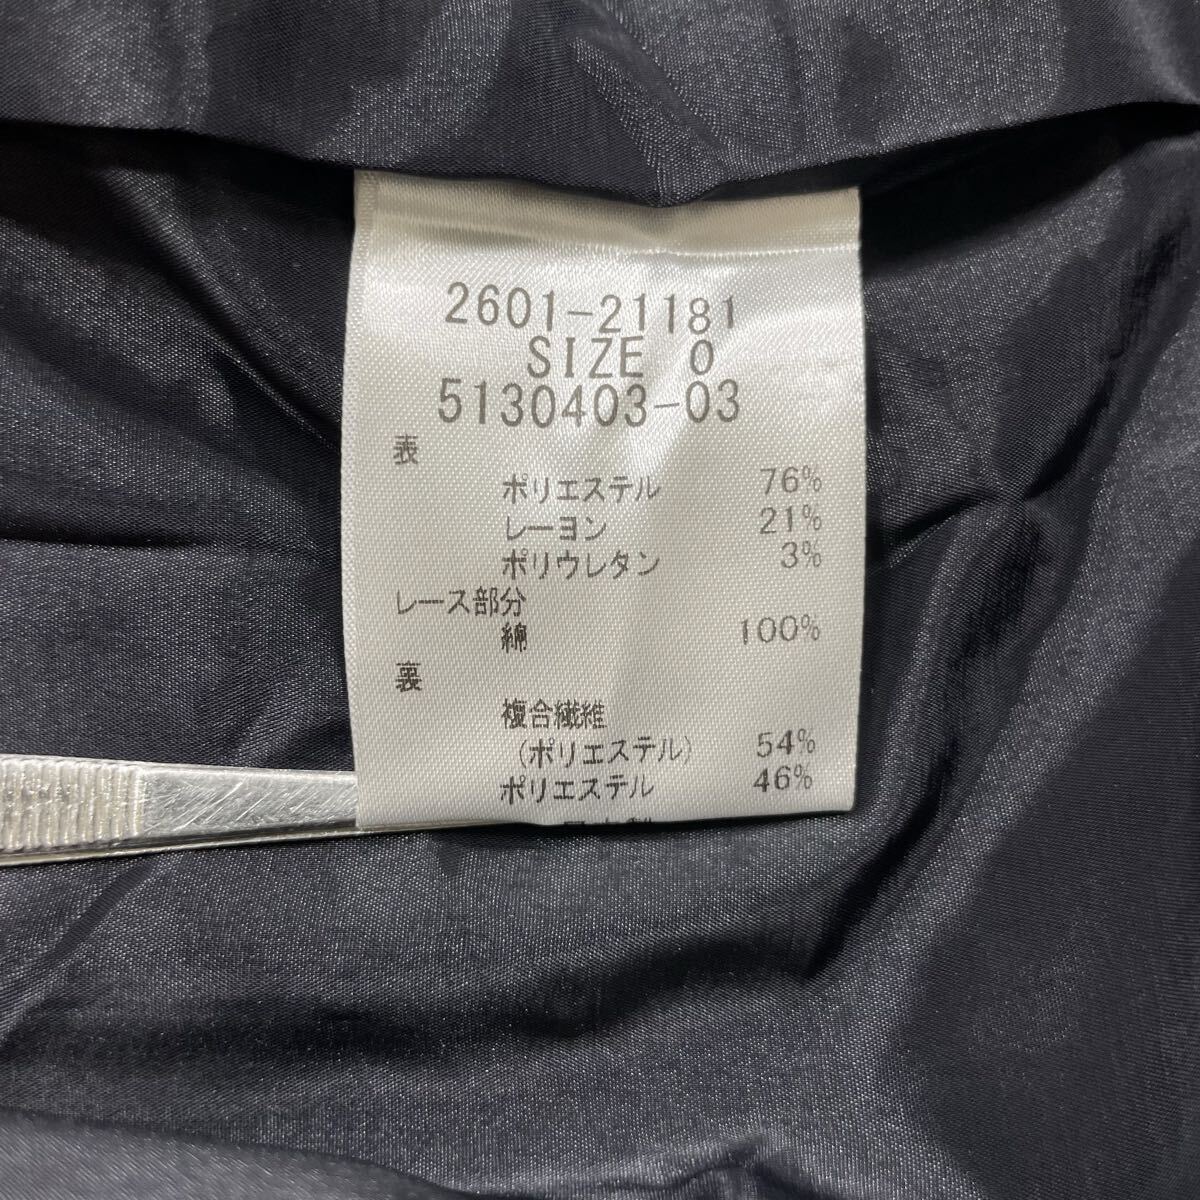 2601-21181
SIZE 0
5130403-03
表
ポリエステル 76%
レーヨン 21%
ポリウレタン 3%
レース部分
綿 100%
裏
複合繊維
(ポリエステル) 54%
ポリエステル 46%